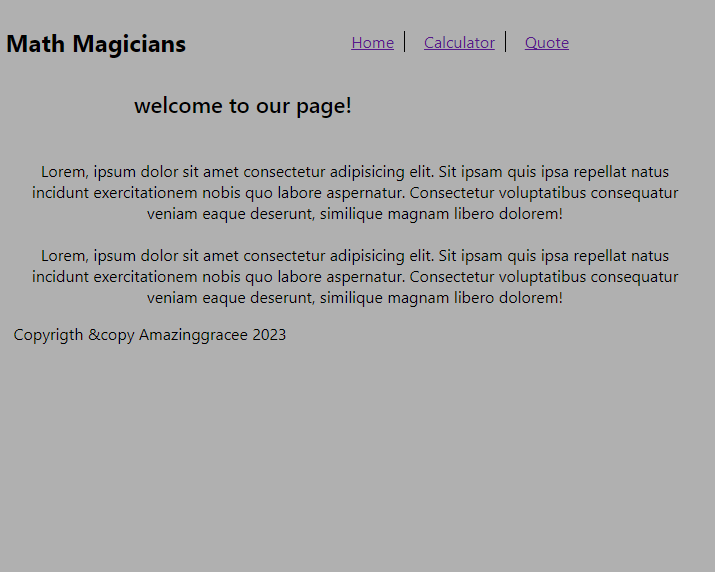 Math Magicians
Home
Calculator
Quote
welcome to our page!
Lorem, ipsum dolor sit amet consectetur adipisicing elit. Sit ipsam quis ipsa repellat natus
incidunt exercitationem nobis quo labore aspernatur. Consectetur voluptatibus consequatur
veniam eaque deserunt, similique magnam libero dolorem!
Lorem, ipsum dolor sit amet consectetur adipisicing elit. Sit ipsam quis ipsa repellat natus
incidunt exercitationem nobis quo labore aspernatur. Consectetur voluptatibus consequatur
veniam eaque deserunt, similique magnam libero dolorem!
Copyrigth &copy Amazinggracee 2023